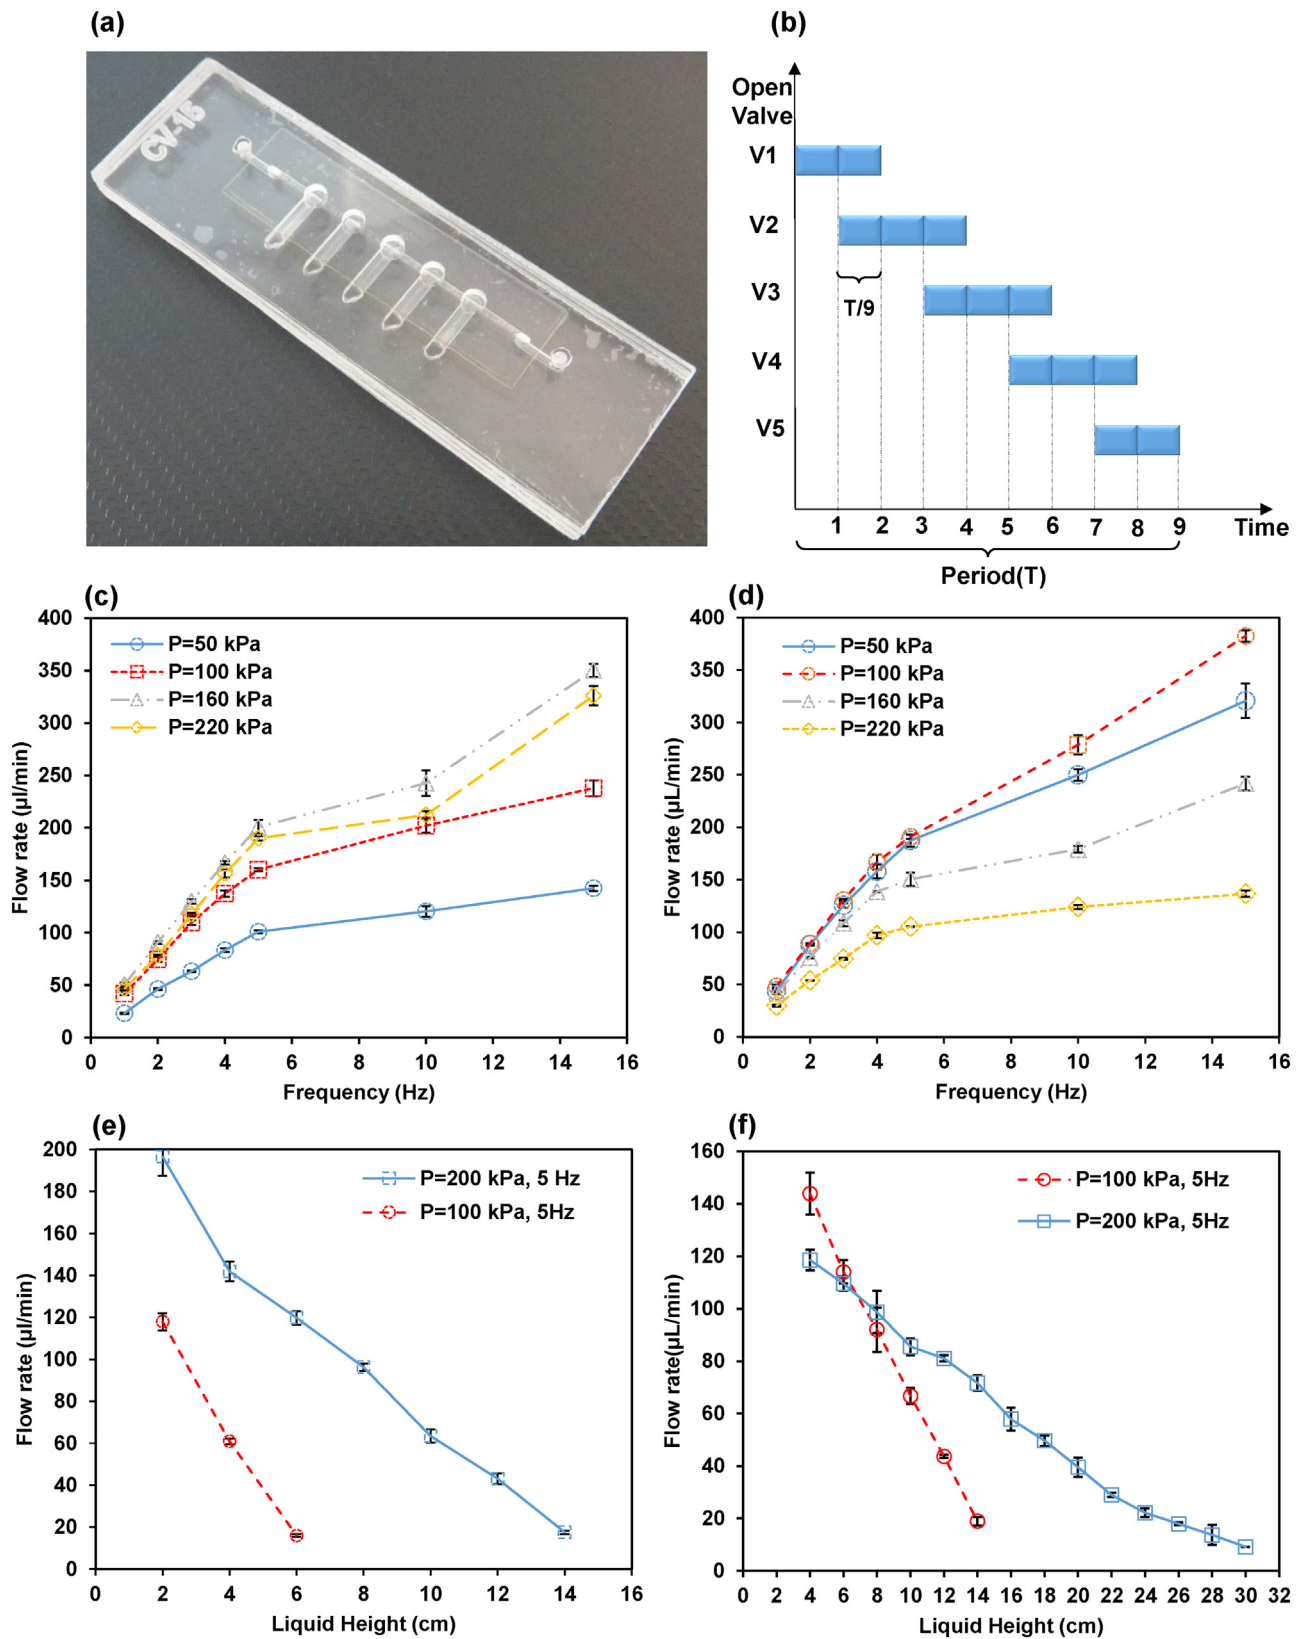 (a)
CV-15
(b)
Open
Valve
V1
V2
V3
T/9
V4
V5
1 2 3 4 5 6 7 8 9 Time
Period(T)
(c)
Flow rate (µl/min)
400
350
300
250
200
150
100
50
0
P=50 kPa
P=100 kPa
P=160 kPa
P=220 kPa
0 2 4 6 8 10 12 14 16
Frequency (Hz)
(d)
Flow rate (µL/min)
400
350
300
250
200
150
100
50
0
P=50 kPa
P=100 kPa
P=160 kPa
P=220 kPa
0 2 4 6 8 10 12 14 16
Frequency (Hz)
(e)
Flow rate (µl/min)
200
180
160
140
120
100
80
60
40
20
0
P=200 kPa, 5 Hz
P=100 kPa, 5Hz
0 2 4 6 8 10 12 14 16
Liquid Height (cm)
(f)
Flow rate(µL/min)
160
140
120
100
80
60
40
20
0
P=100 kPa, 5Hz
P=200 kPa, 5Hz
0 2 4 6 8 10 12 14 16 18 20 22 24 26 28 30 32
Liquid Height (cm)